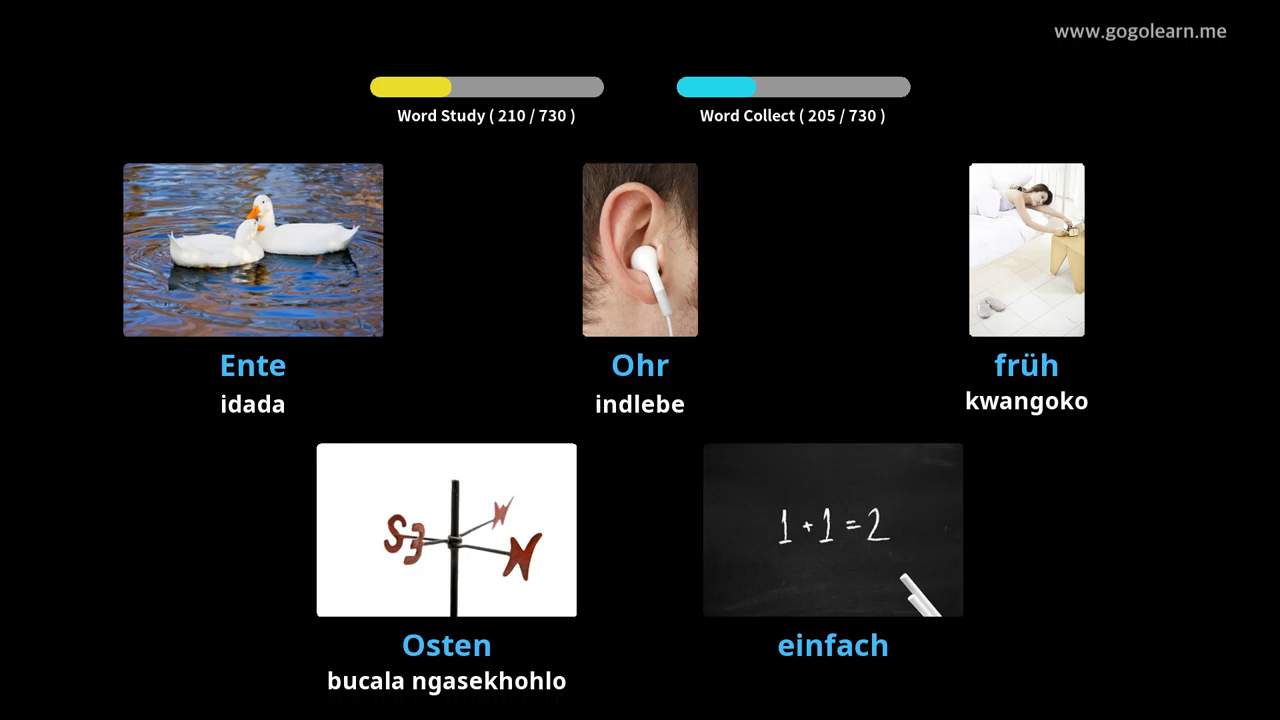 www.gogolearn.me
Word Study ( 210 / 730 )
Word Collect ( 205 / 730 )
Ente
idada
Ohr
indlebe
früh
kwangoko
S E N
1 + 1 = 2
Osten
bucala ngasekhohlo
einfach